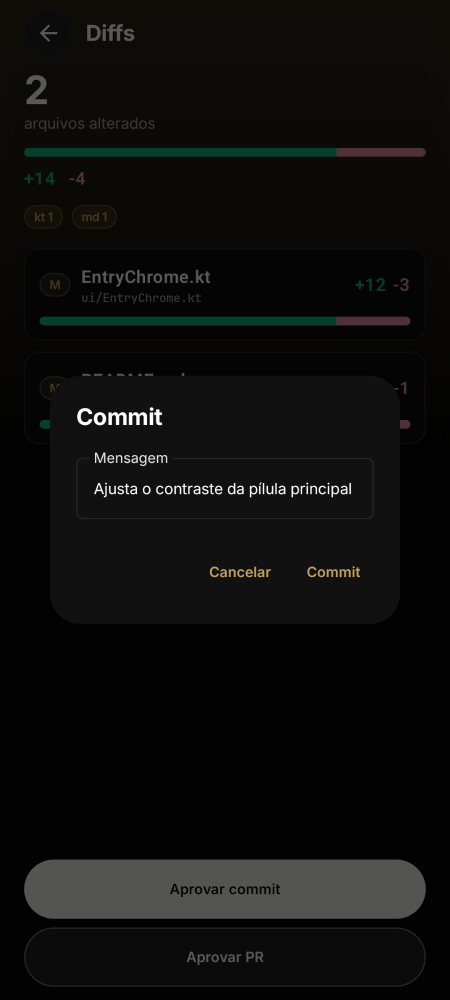 Diffs
2
arquivos alterados
+14 -4
kt 1 md 1
M EntryChrome.kt +12 -3
ui/EntryChrome.kt
-1
Commit
Mensagem
Ajusta o contraste da pílula principal
Cancelar Commit
Aprovar commit
Aprovar PR